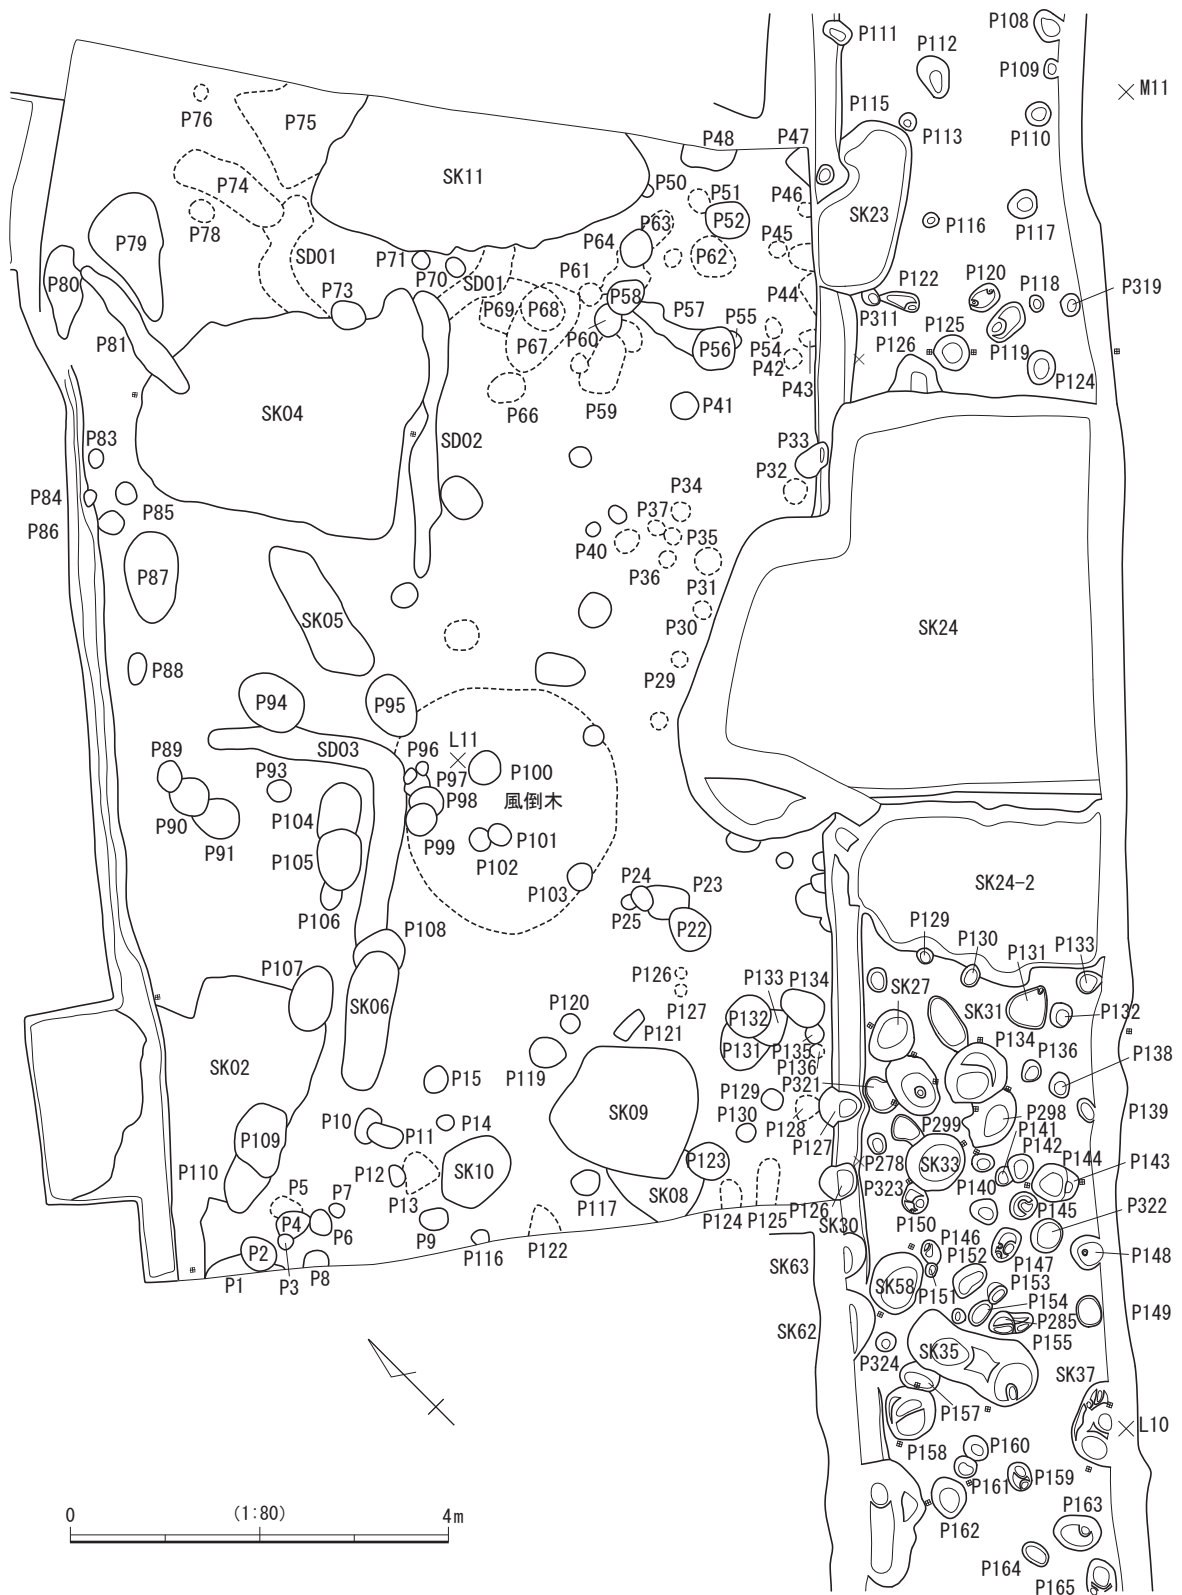 P111
P108
P112
P109
M11
P76
P75
P115
P110
P113
P48
P47
P74
SK11
P50
P51
P46
SK23
P78
P52
P116
P117
P79
P63
P64
P45
SD01
P71
P62
P80
P70
SD01
P61
P122
P120
P118
P319
P69
P68
P58
P57
P44
P73
P55
P311
P125
P81
P67
P60
P56
P54
P126
P119
P42
P43
P124
P66
P59
SK04
P41
SD02
P33
P83
P32
P84
P85
P34
P37
P86
P40
P35
P36
P87
P31
SK05
P30
SK24
P88
P29
P94
P95
L11
P96
SD03
P89
P93
P97
P100
風倒木
P98
P104
P90
P99
P101
P91
P102
P105
P24
P23
SK24-2
P103
P106
P25
P22
P108
P129
P130
P131
P133
P107
P126
P133
P134
SK27
P127
SK06
P120
P121
P132
SK31
P132
P134
P131
P135
P136
P136
SK02
P119
P138
P15
P321
P129
SK09
P10
P14
P130
P128
P299
P298
P139
P109
P11
P127
P141
P142
P12
SK10
P123
P278
SK33
P144
P143
P110
P13
P323
P140
P5
P7
P117
SK08
P4
P6
P9
P124
P125
P126
P150
P145
P322
SK30
P116
P122
P146
P2
P152
P147
P148
P1
P3
P8
SK63
SK58
P151
P153
P154
P149
SK62
P285
P155
P324
SK35
SK37
P157
L10
P158
P160
P159
P161
0
(1:80)
4m
P163
P162
P164
P165